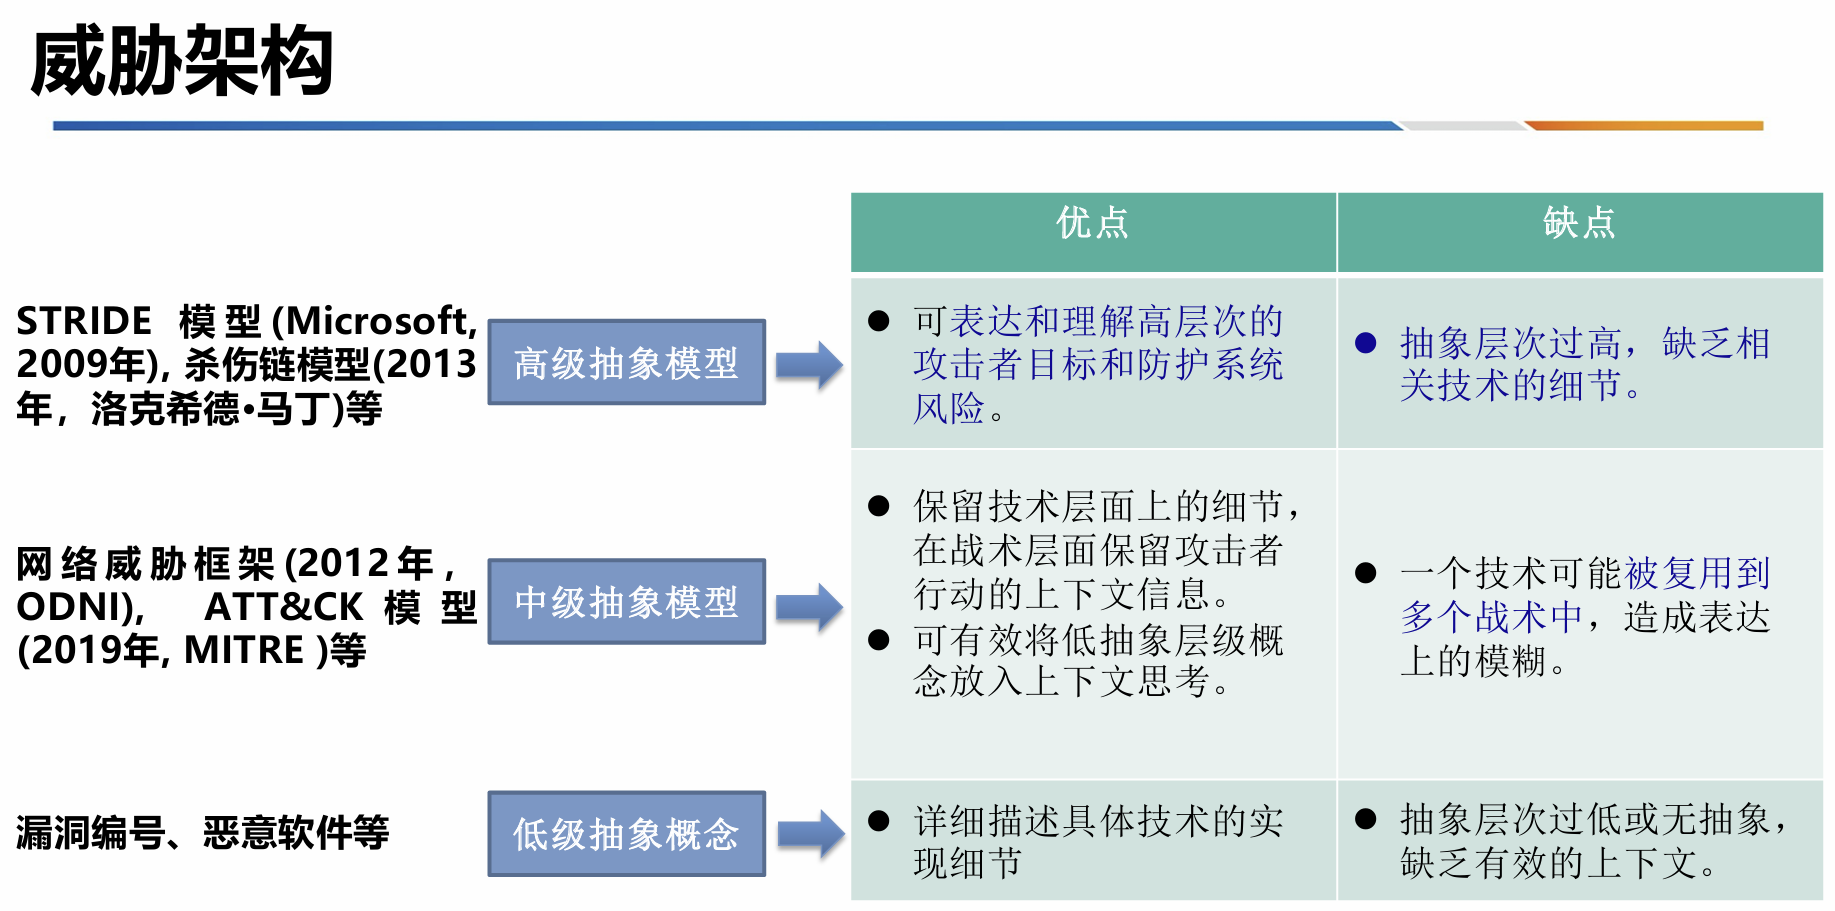 威胁架构
优点
缺点
STRIDE 模型(Microsoft,
2009年), 杀伤链模型(2013
年，洛克希德•马丁)等
高级抽象模型
可表达和理解高层次的
攻击者目标和防护系统
风险。
抽象层次过高，缺乏相
关技术的细节。
网络威胁框架(2012年,
ODNI), ATT&CK 模型
(2019年, MITRE )等
中级抽象模型
保留技术层面上的细节，
在战术层面保留攻击者
行动的上下文信息。
可有效将低抽象层级概
念放入上下文思考。
一个技术可能被复用到
多个战术中，造成表达
上的模糊。
漏洞编号、恶意软件等
低级抽象概念
详细描述具体技术的实
现细节
抽象层次过低或无抽象，
缺乏有效的上下文。